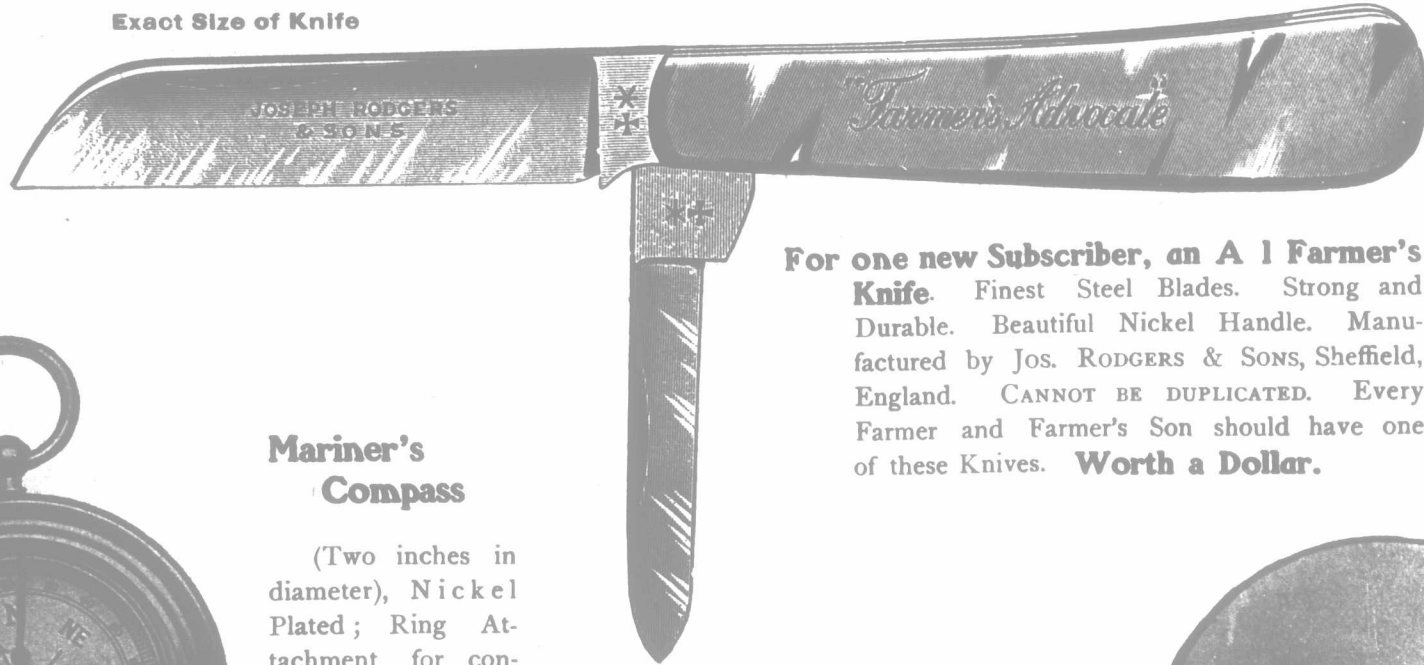 Exact Size of Knife
JOSEPH RODGERS
& SONS
"Farmer's Advocate"
For one new Subscriber, an A 1 Farmer's
Knife. Finest Steel Blades. Strong and
Durable. Beautiful Nickel Handle. Manu-
factured by Jos. RODGERS & SONS, Sheffield,
England. CANNOT BE DUPLICATED. Every
Farmer and Farmer's Son should have one
of these Knives. Worth a Dollar.
Mariner's
Compass
(Two inches in
diameter), Nickel
Plated; Ring At-
tachment for con-
NE